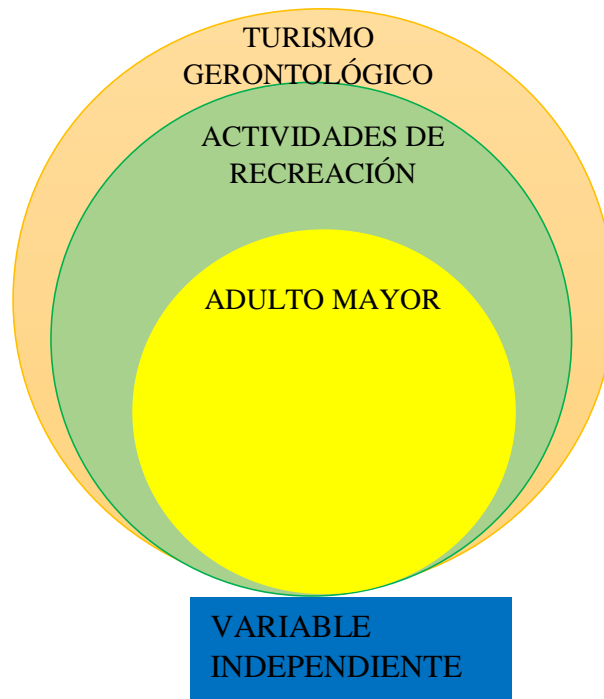 TURISMO
GERONTOLÓGICO
ACTIVIDADES DE
RECREACIÓN
ADULTO MAYOR
VARIABLE
INDEPENDIENTE